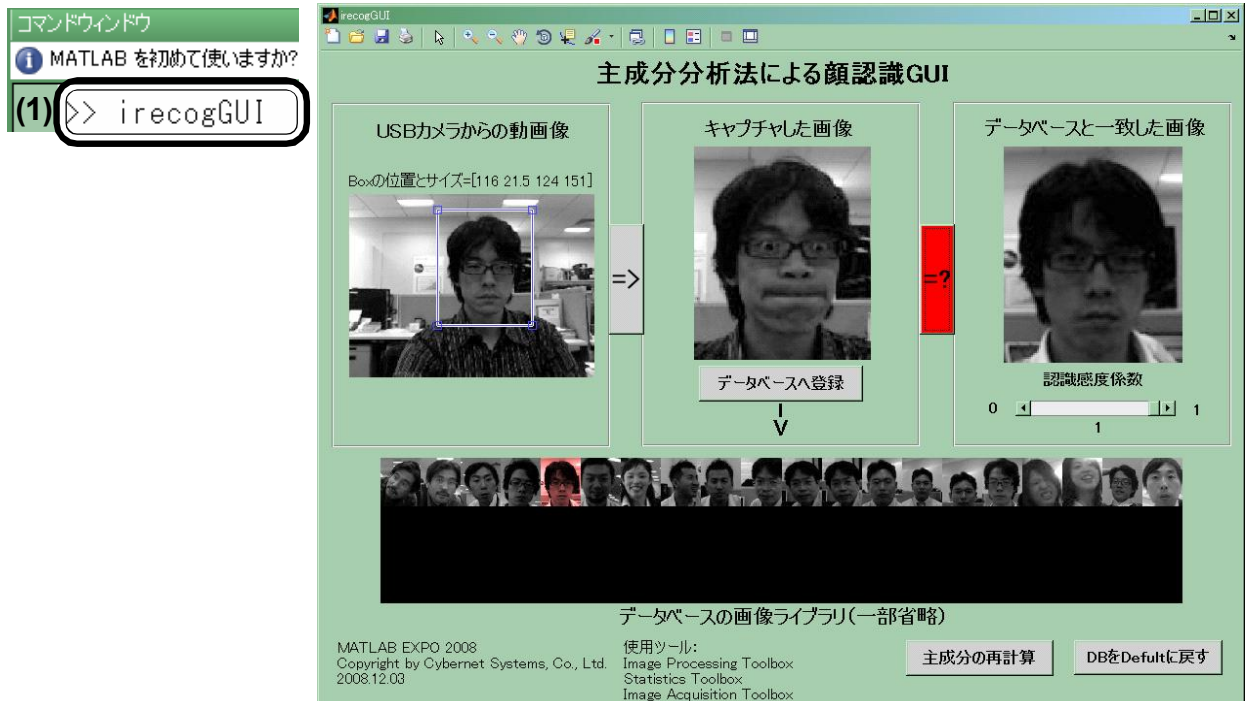 コマンドウィンドウ
MATLAB を初めて使いますか?
(1) >> irecogGUI
irecogGUI
主成分分析法による顔認識GUI
USBカメラからの動画像
Boxの位置とサイズ=[116 21.5 124 151]
=>
キャプチャした画像
データベースへ登録
V
=?
データベースと一致した画像
認識感度係数
0 1
1
データベースの画像ライブラリ(一部省略)
MATLAB EXPO 2008
Copyright by Cybernet Systems, Co., Ltd.
2008.12.03
使用ツール:
Image Processing Toolbox
Statistics Toolbox
Image Acquisition Toolbox
主成分の再計算
DBをDefultに戻す